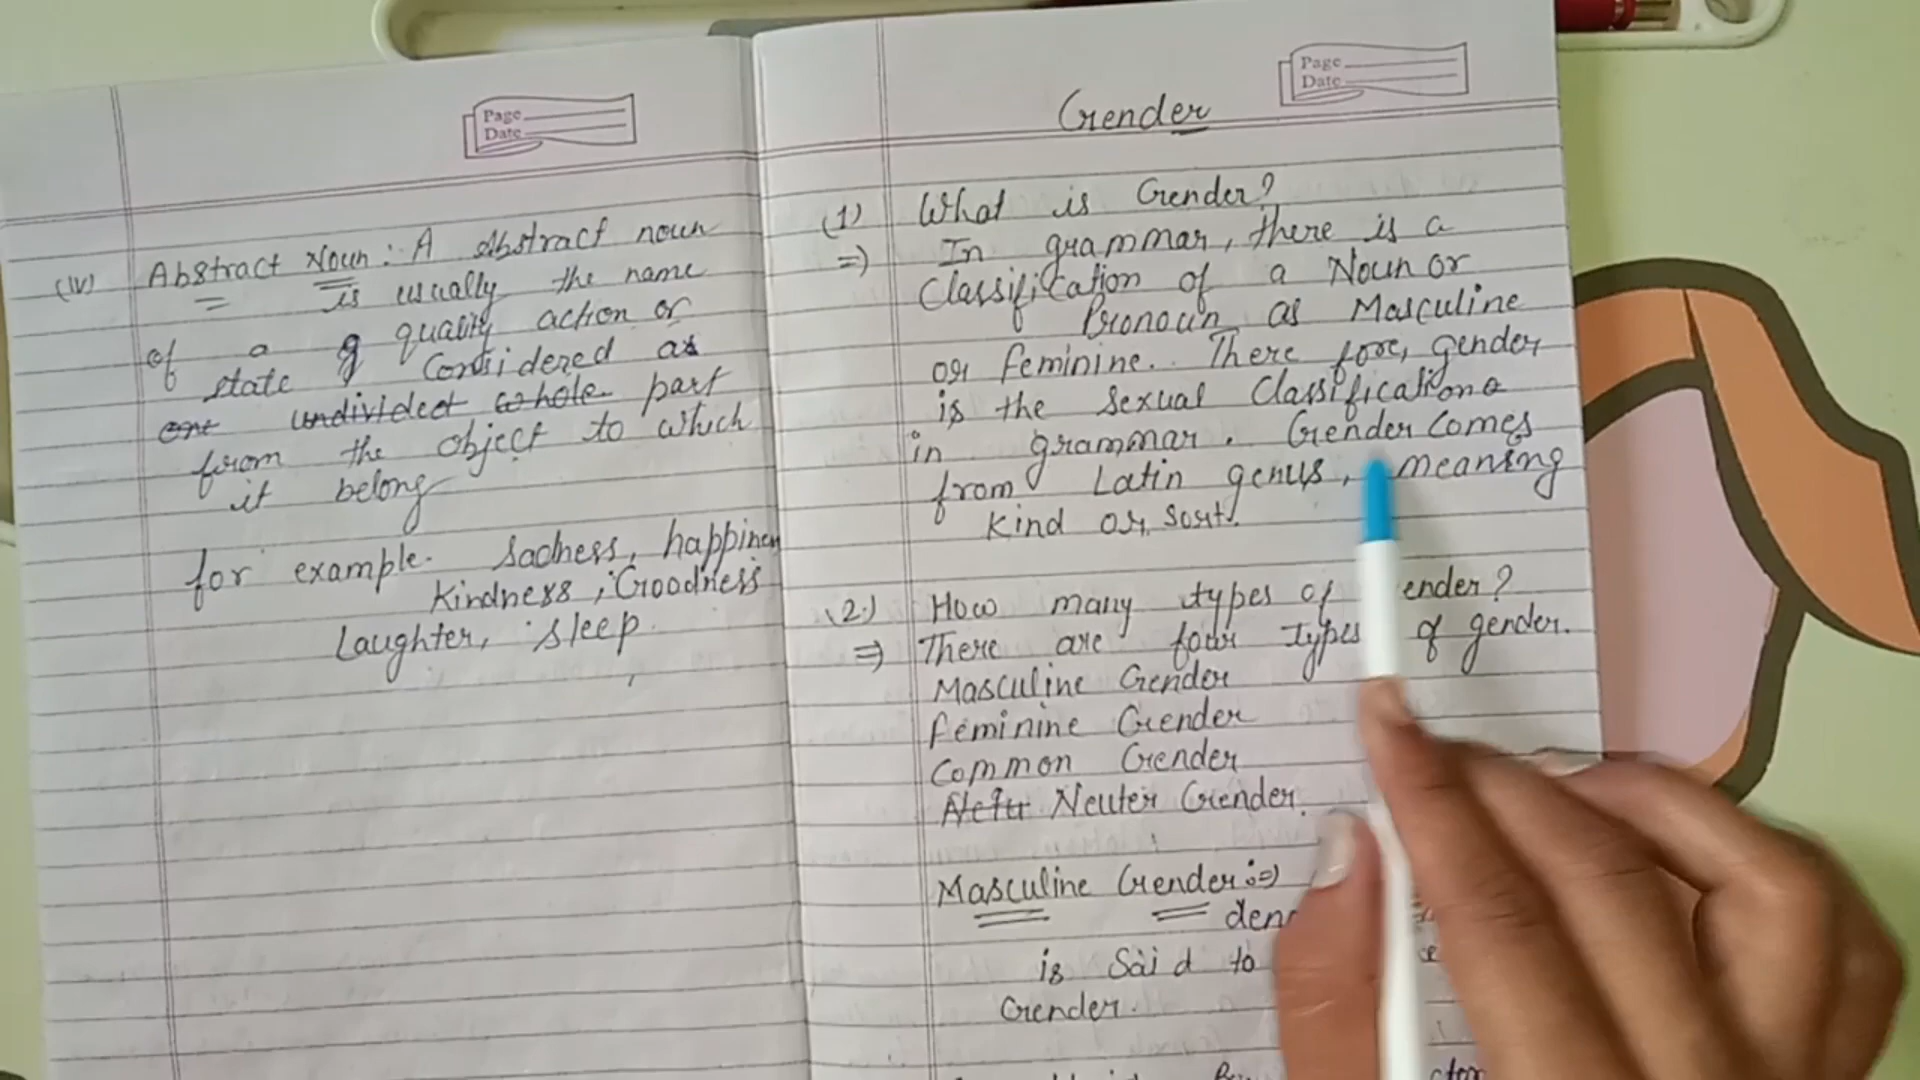 Page
Date
(iv) Abstract Noun : A abstract noun
is usually the name
of a quality action or
state considered as
ont undivided whole part
from the object to which
it belong
for example. Sadness, happines
Kindness, Goodness
Laughter, sleep
Page
Date
Gender
(1) What is Gender?
⇒ In grammar, there is a
Classification of a Noun or
Pronoun as Masculine
or feminine. There fore, gender
is the sexual Classification
in grammar. Gender comes
from Latin genus, meaning
Kind or sort.
(2.) How many types of ender?
⇒ There are four types of gender.
Masculine Gender
feminine Gender
Common Gender
Neuter Gender.
Masculine Gender :⇒
den
is Said to
Gender.